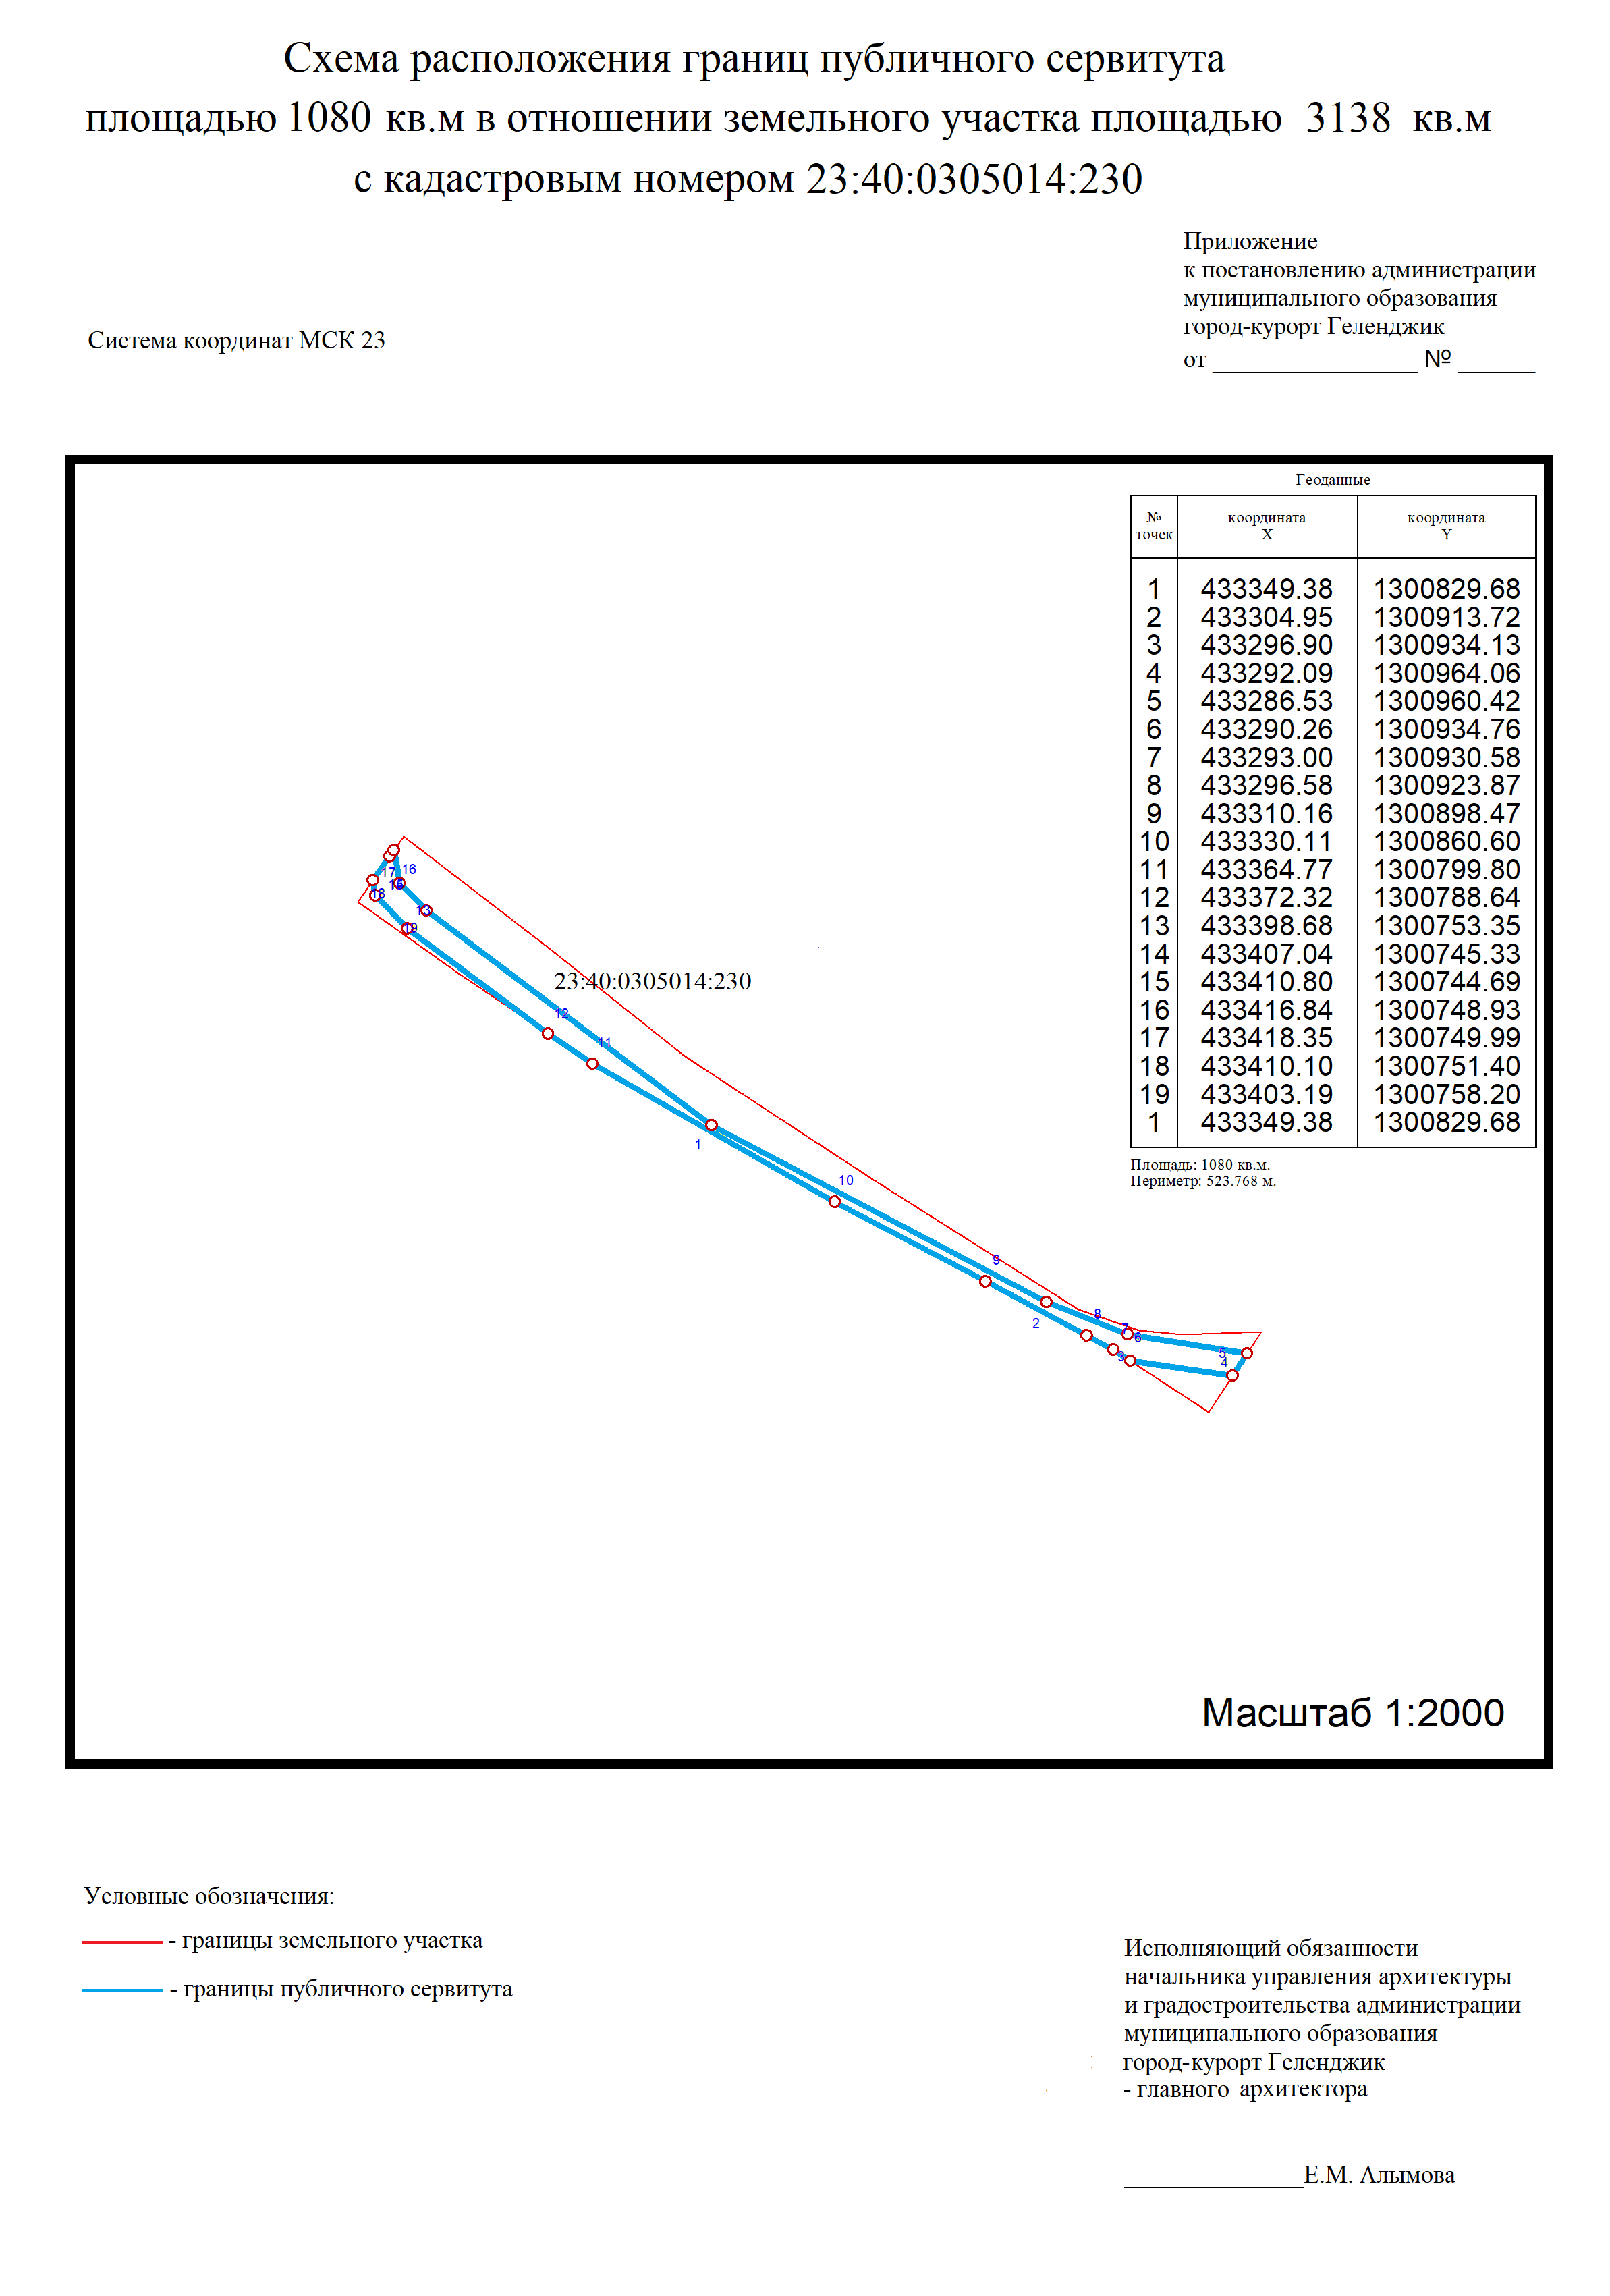 Схема расположения границ публичного сервитута
площадью 1080 кв.м в отношении земельного участка площадью 3138 кв.м
с кадастровым номером 23:40:0305014:230
Приложение
к постановлению администрации
муниципального образования
город-курорт Геленджик
от ________________ № ______
Система координат МСК 23
Геоданные
№ точек координата X координата Y
1 433349.38 1300829.68
2 433304.95 1300913.72
3 433296.90 1300934.13
4 433292.09 1300964.06
5 433286.53 1300960.42
6 433290.26 1300934.76
7 433293.00 1300930.58
8 433296.58 1300923.87
9 433310.16 1300898.47
10 433330.11 1300860.60
11 433364.77 1300799.80
12 433372.32 1300788.64
13 433398.68 1300753.35
14 433407.04 1300745.33
15 433410.80 1300744.69
16 433416.84 1300748.93
17 433418.35 1300749.99
18 433410.10 1300751.40
19 433403.19 1300758.20
1 433349.38 1300829.68
Площадь: 1080 кв.м.
Периметр: 523.768 м.
16
17
18
13
19
23:40:0305014:230
12
11
1
10
9
8
2
7
6
5
3
4
Масштаб 1:2000
Условные обозначения:
- границы земельного участка
- границы публичного сервитута
Исполняющий обязанности
начальника управления архитектуры
и градостроительства администрации
муниципального образования
город-курорт Геленджик
- главного архитектора
______________Е.М. Алымова